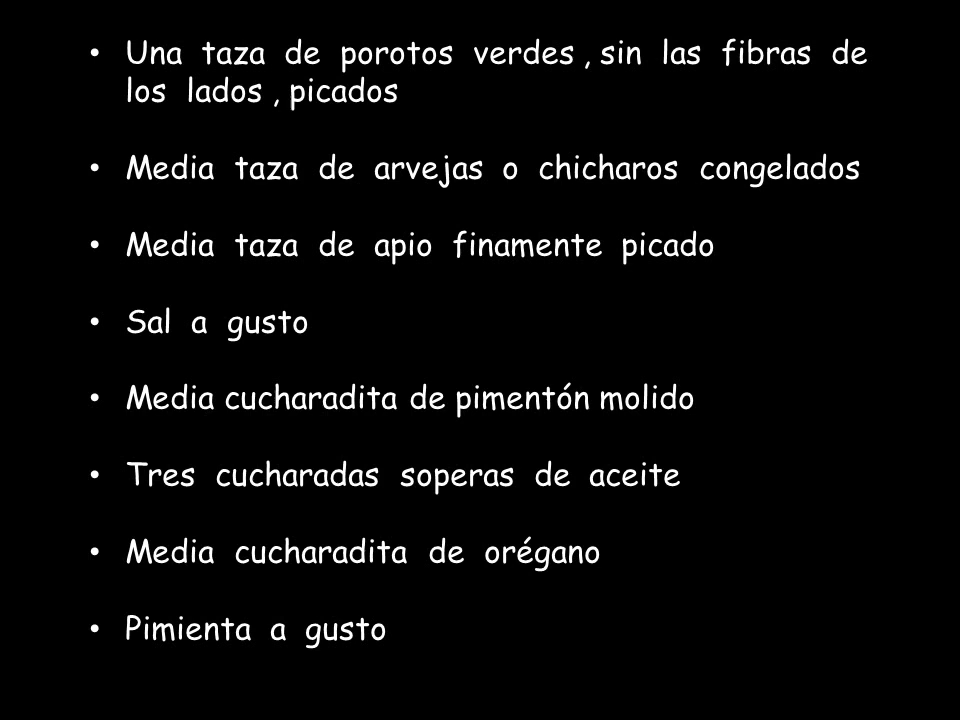 • Una taza de porotos verdes , sin las fibras de
los lados , picados
• Media taza de arvejas o chicharos congelados
• Media taza de apio finamente picado
• Sal a gusto
• Media cucharadita de pimentón molido
• Tres cucharadas soperas de aceite
• Media cucharadita de orégano
• Pimienta a gusto